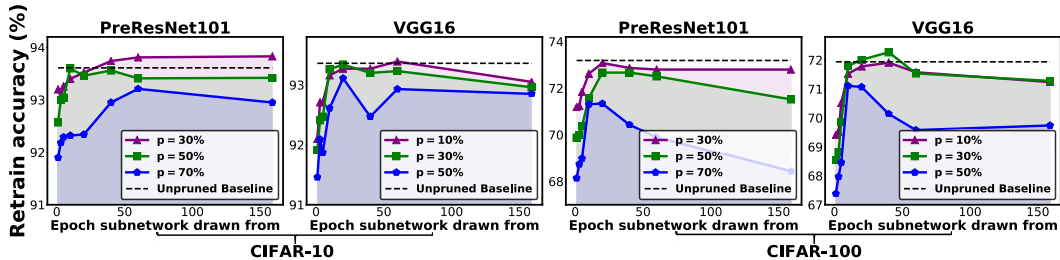 PreResNet101
VGG16
PreResNet101
VGG16
Retrain accuracy (%)
94
93
92
91
0
50
100
150
p = 30%
p = 50%
p = 70%
Unpruned Baseline
Epoch subnetwork drawn from
93
92
91
0
50
100
150
p = 10%
p = 30%
p = 50%
Unpruned Baseline
Epoch subnetwork drawn from
CIFAR-10
74
72
70
68
0
50
100
150
p = 30%
p = 50%
p = 70%
Unpruned Baseline
Epoch subnetwork drawn from
72
71
70
69
68
67
0
50
100
150
p = 10%
p = 30%
p = 50%
Unpruned Baseline
Epoch subnetwork drawn from
CIFAR-100